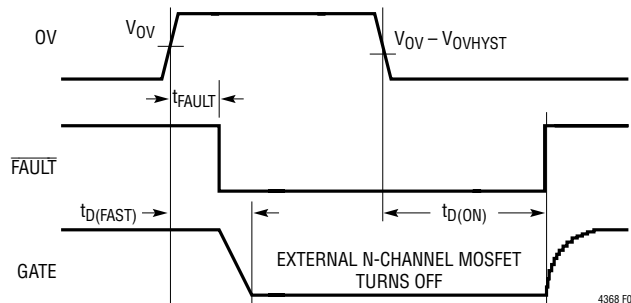 OV
V_OV
V_OV – V_OVHYST
t_FAULT
FAULT
t_D(FAST)
t_D(ON)
GATE
EXTERNAL N-CHANNEL MOSFET
TURNS OFF
4368 F0